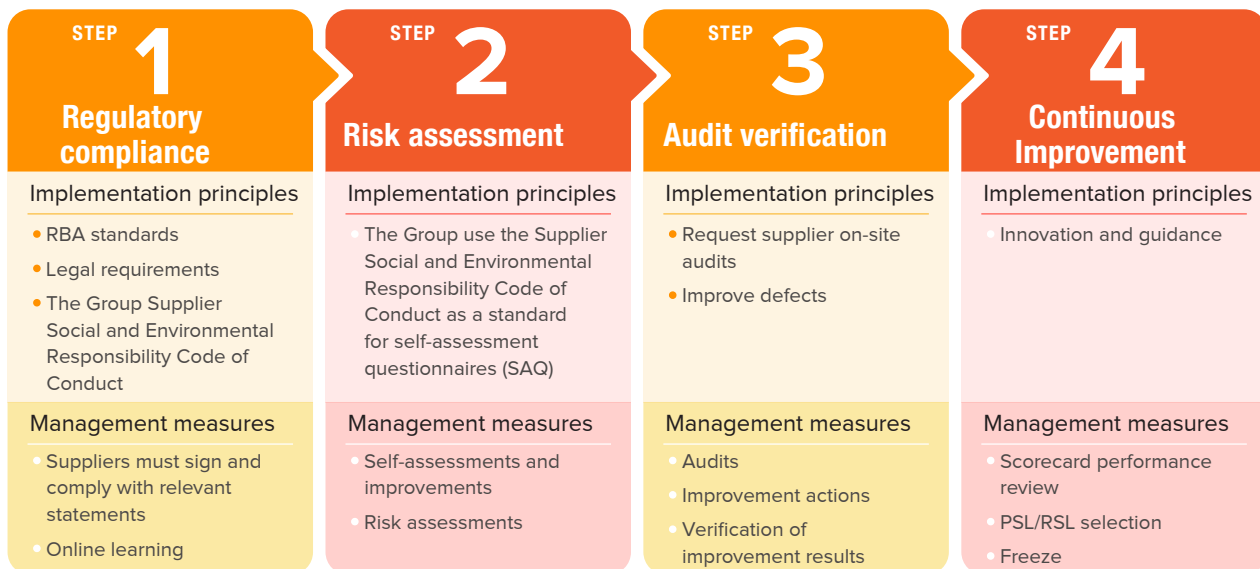 STEP 1
Regulatory
compliance
Implementation principles
RBA standards
Legal requirements
The Group Supplier
Social and Environmental
Responsibility Code of
Conduct
Management measures
Suppliers must sign and
comply with relevant
statements
Online learning
STEP 2
Risk assessment
Implementation principles
The Group use the Supplier
Social and Environmental
Responsibility Code of
Conduct as a standard
for self-assessment
questionnaires (SAQ)
Management measures
Self-assessments and
improvements
Risk assessments
STEP 3
Audit verification
Implementation principles
Request supplier on-site
audits
Improve defects
Management measures
Audits
Improvement actions
Verification of
improvement results
STEP 4
Continuous
Improvement
Implementation principles
Innovation and guidance
Management measures
Scorecard performance
review
PSL/RSL selection
Freeze